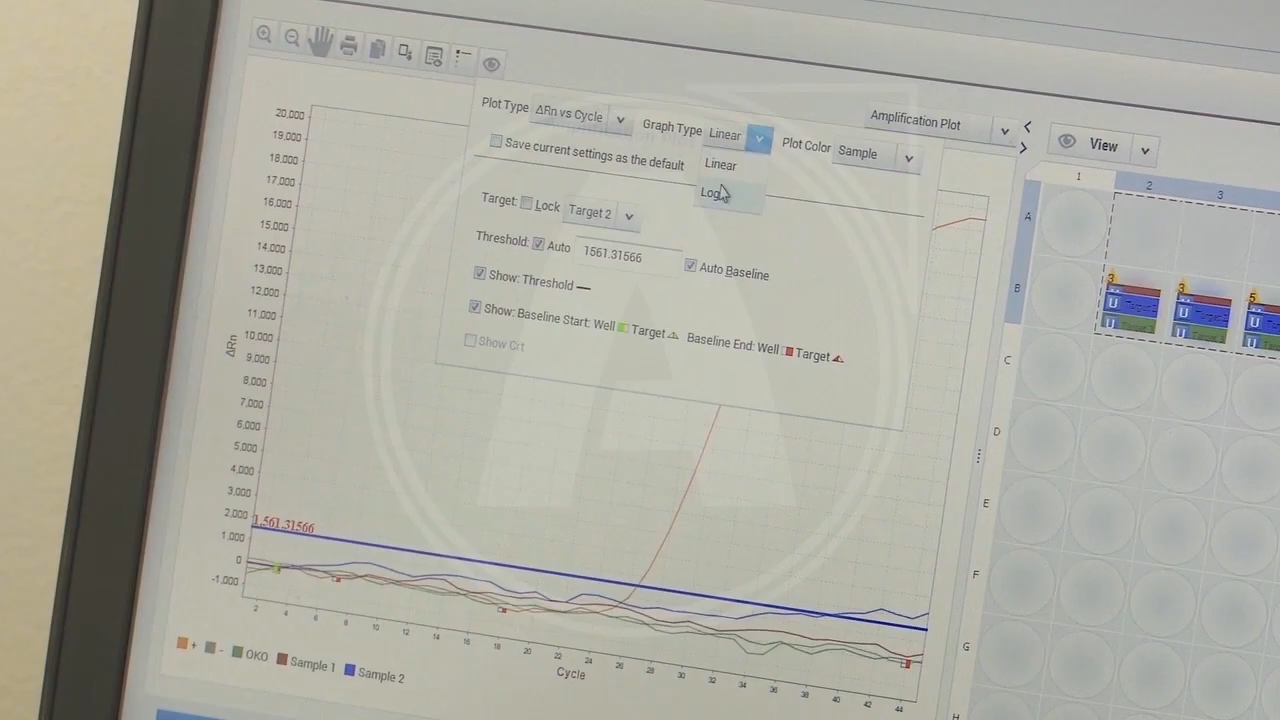 Plot Type ΔRn vs Cycle Graph Type Linear Plot Color Sample
Amplification Plot
View
Save current settings as the default
Linear
Log
Target: Lock Target 2
Threshold: Auto 1561.31566 Auto Baseline
Show: Threshold
Show: Baseline Start: Well Target Baseline End: Well Target
Show Crt
20,000
19,000
18,000
17,000
16,000
15,000
14,000
13,000
12,000
11,000
10,000
9,000
8,000
7,000
6,000
5,000
4,000
3,000
2,000
1,000
0
-1,000
ΔRn
1,561.31566
2 4 6 8 10 12 14 16 18 20 22 24 26 28 30 32 34 36 38 40 42 44
Cycle
+ - OKO Sample 1 Sample 2
1 2 3
A
B
C
D
E
F
G
H
3 3 5
U U U
Target 2